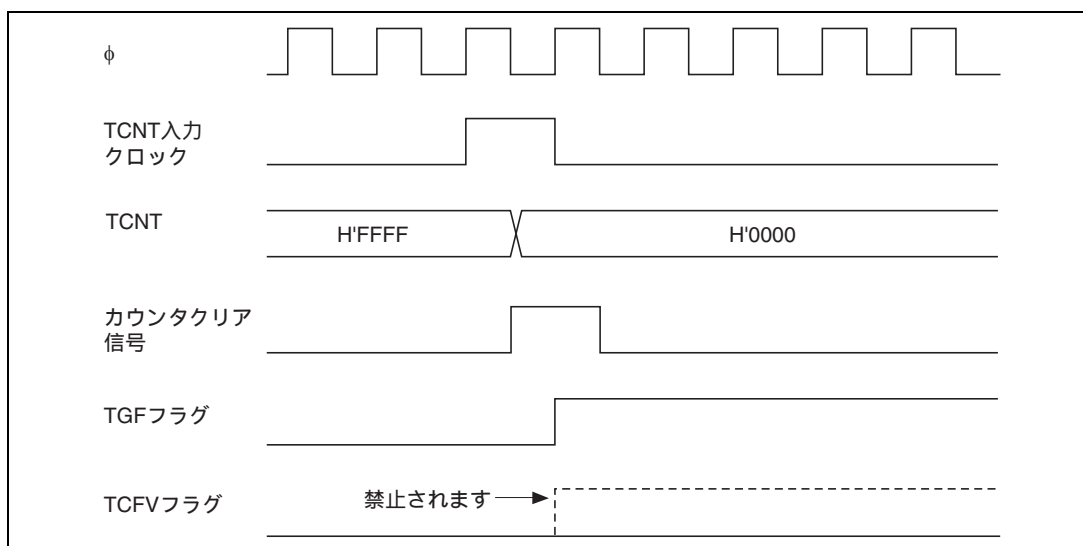 φ
TCNT入力
クロック
TCNT
H'FFFF
H'0000
カウンタクリア
信号
TGFフラグ
TCFVフラグ
禁止されます